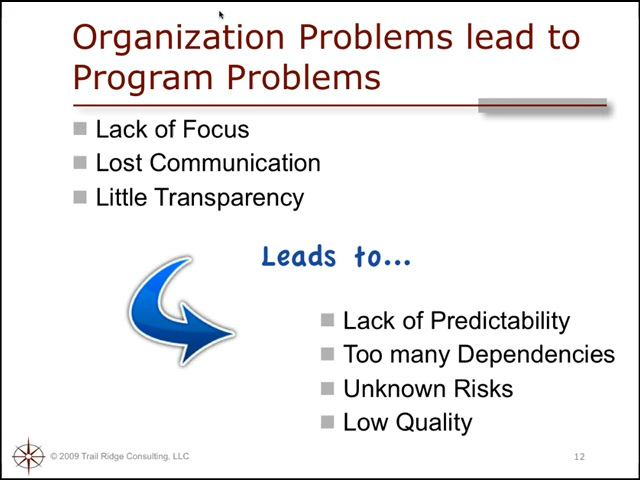 Organization Problems lead to
Program Problems
Lack of Focus
Lost Communication
Little Transparency
Leads to...
Lack of Predictability
Too many Dependencies
Unknown Risks
Low Quality
© 2009 Trail Ridge Consulting, LLC
12